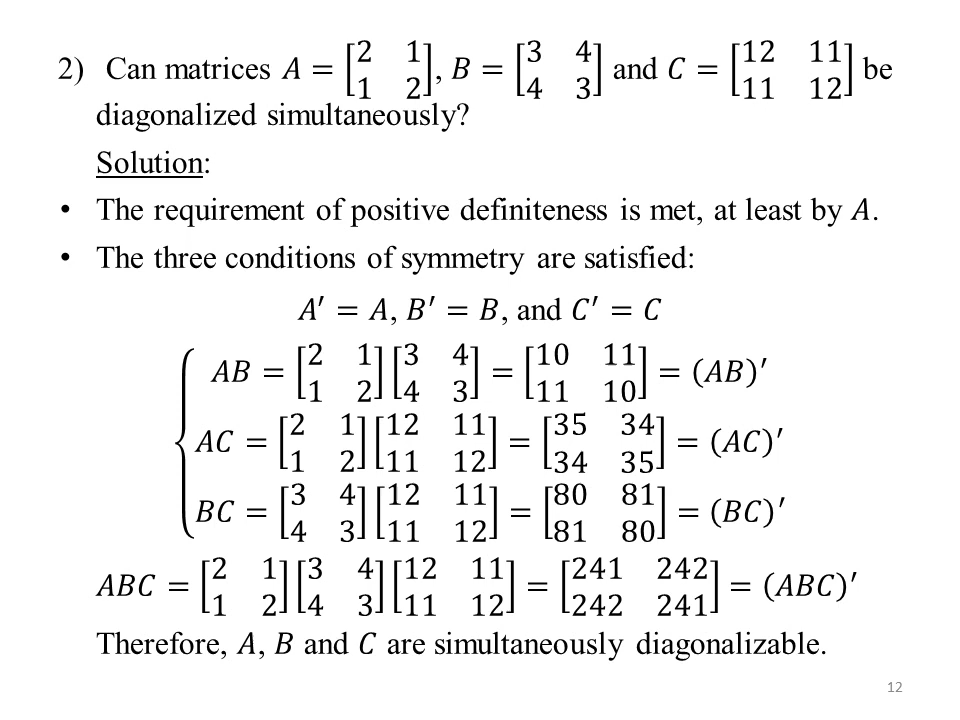 2) Can matrices 𝐴 = [2 1; 1 2], 𝐵 = [3 4; 4 3] and 𝐶 = [12 11; 11 12] be
diagonalized simultaneously?
Solution:
• The requirement of positive definiteness is met, at least by 𝐴.
• The three conditions of symmetry are satisfied:
𝐴′ = 𝐴, 𝐵′ = 𝐵, and 𝐶′ = 𝐶
𝐴𝐵 = [2 1; 1 2] [3 4; 4 3] = [10 11; 11 10] = (𝐴𝐵)′
𝐴𝐶 = [2 1; 1 2] [12 11; 11 12] = [35 34; 34 35] = (𝐴𝐶)′
𝐵𝐶 = [3 4; 4 3] [12 11; 11 12] = [80 81; 81 80] = (𝐵𝐶)′
𝐴𝐵𝐶 = [2 1; 1 2] [3 4; 4 3] [12 11; 11 12] = [241 242; 242 241] = (𝐴𝐵𝐶)′
Therefore, 𝐴, 𝐵 and 𝐶 are simultaneously diagonalizable.
12